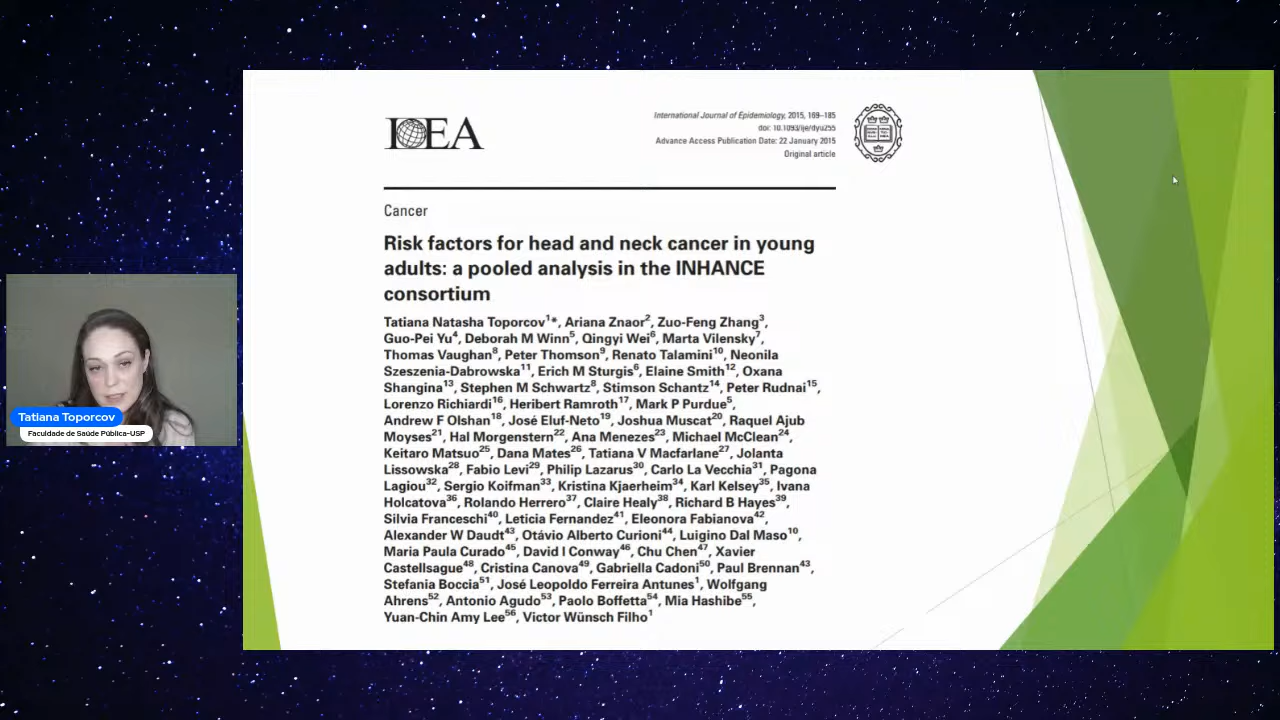 IEA
International Journal of Epidemiology, 2015, 169–185
doi: 10.1093/ije/dyu255
Advance Access Publication Date: 22 January 2015
Original article
Cancer
Risk factors for head and neck cancer in young
adults: a pooled analysis in the INHANCE
consortium
Tatiana Natasha Toporcov1*, Ariana Znaor2, Zuo-Feng Zhang3,
Guo-Pei Yu4, Deborah M Winn5, Qingyi Wei6, Marta Vilensky7,
Thomas Vaughan8, Peter Thomson9, Renato Talamini10, Neonila
Szeszenia-Dabrowska11, Erich M Sturgis6, Elaine Smith12, Oxana
Shangina13, Stephen M Schwartz8, Stimson Schantz14, Peter Rudnai15,
Lorenzo Richiardi16, Heribert Ramroth17, Mark P Purdue5,
Andrew F Olshan18, José Eluf-Neto19, Joshua Muscat20, Raquel Ajub
Moyses21, Hal Morgenstern22, Ana Menezes23, Michael McClean24,
Keitaro Matsuo25, Dana Mates26, Tatiana V Macfarlane27, Jolanta
Lissowska28, Fabio Levi29, Philip Lazarus30, Carlo La Vecchia31, Pagona
Lagiou32, Sergio Koifman33, Kristina Kjaerheim34, Karl Kelsey35, Ivana
Holcatova36, Rolando Herrero37, Claire Healy38, Richard B Hayes39,
Silvia Franceschi40, Leticia Fernandez41, Eleonora Fabianova42,
Alexander W Daudt43, Otávio Alberto Curioni44, Luigino Dal Maso10,
Maria Paula Curado45, David I Conway46, Chu Chen47, Xavier
Castellsague48, Cristina Canova49, Gabriella Cadoni50, Paul Brennan43,
Stefania Boccia51, José Leopoldo Ferreira Antunes1, Wolfgang
Ahrens52, Antonio Agudo53, Paolo Boffetta54, Mia Hashibe55,
Yuan-Chin Amy Lee56, Victor Wünsch Filho1
Tatiana Toporcov
Faculdade de Saúde Pública-USP